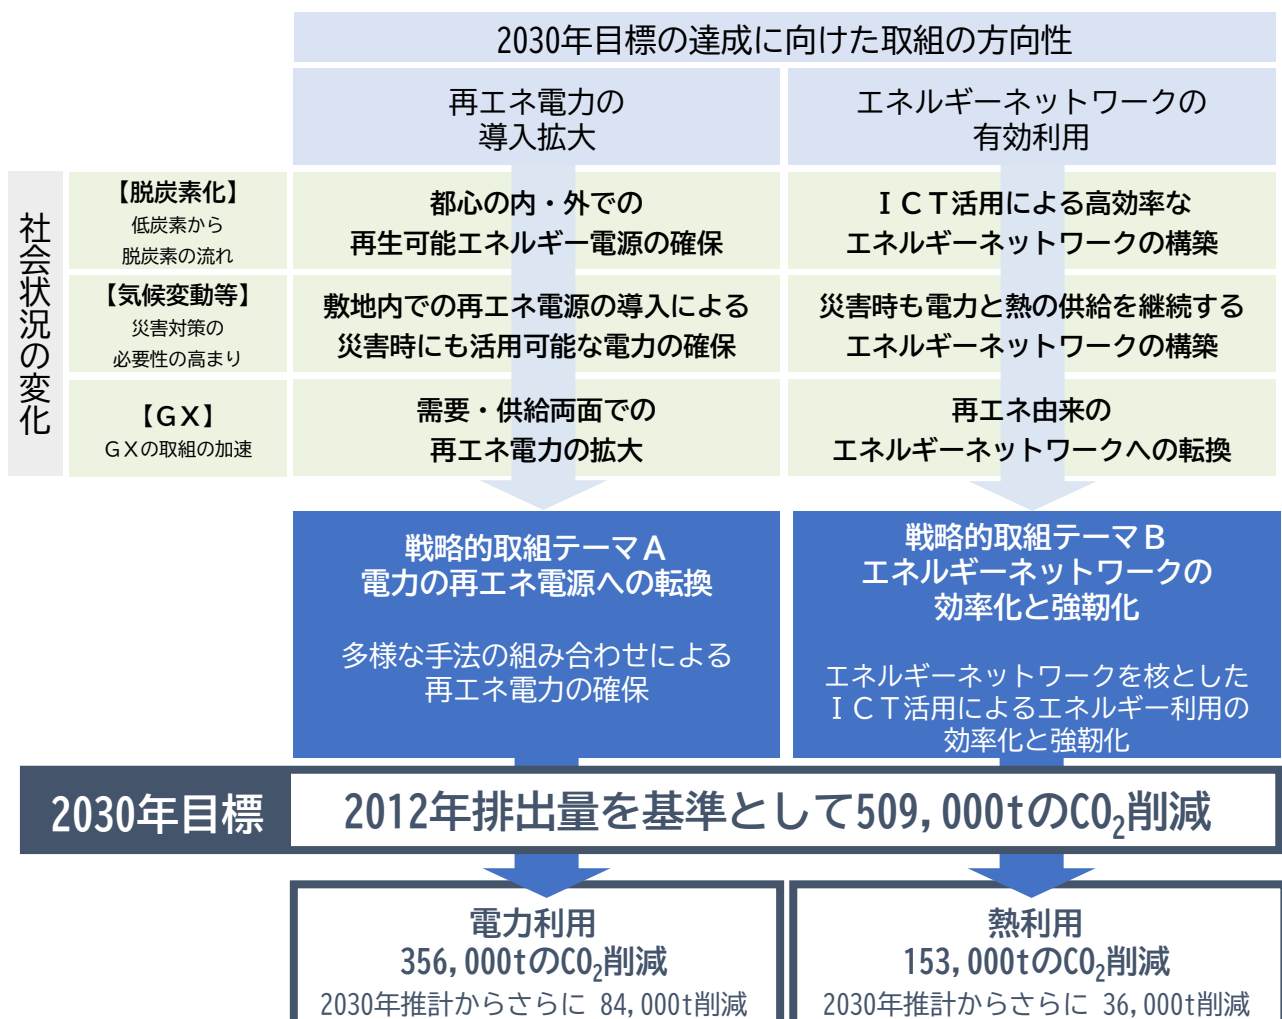 2030年目標の達成に向けた取組の方向性
再エネ電力の
導入拡大
エネルギーネットワークの
有効利用
社会状況の変化
【脱炭素化】
低炭素から
脱炭素の流れ
都心の内・外での
再生可能エネルギー電源の確保
ＩＣＴ活用による高効率な
エネルギーネットワークの構築
【気候変動等】
災害対策の
必要性の高まり
敷地内での再エネ電源の導入による
災害時にも活用可能な電力の確保
災害時も電力と熱の供給を継続する
エネルギーネットワークの構築
【ＧＸ】
ＧＸの取組の加速
需要・供給両面での
再エネ電力の拡大
再エネ由来の
エネルギーネットワークへの転換
戦略的取組テーマＡ
電力の再エネ電源への転換
多様な手法の組み合わせによる
再エネ電力の確保
戦略的取組テーマＢ
エネルギーネットワークの
効率化と強靭化
エネルギーネットワークを核とした
ＩＣＴ活用によるエネルギー利用の
効率化と強靭化
2030年目標
2012年排出量を基準として509,000tのCO₂削減
電力利用
356,000tのCO₂削減
2030年推計からさらに 84,000t削減
熱利用
153,000tのCO₂削減
2030年推計からさらに 36,000t削減